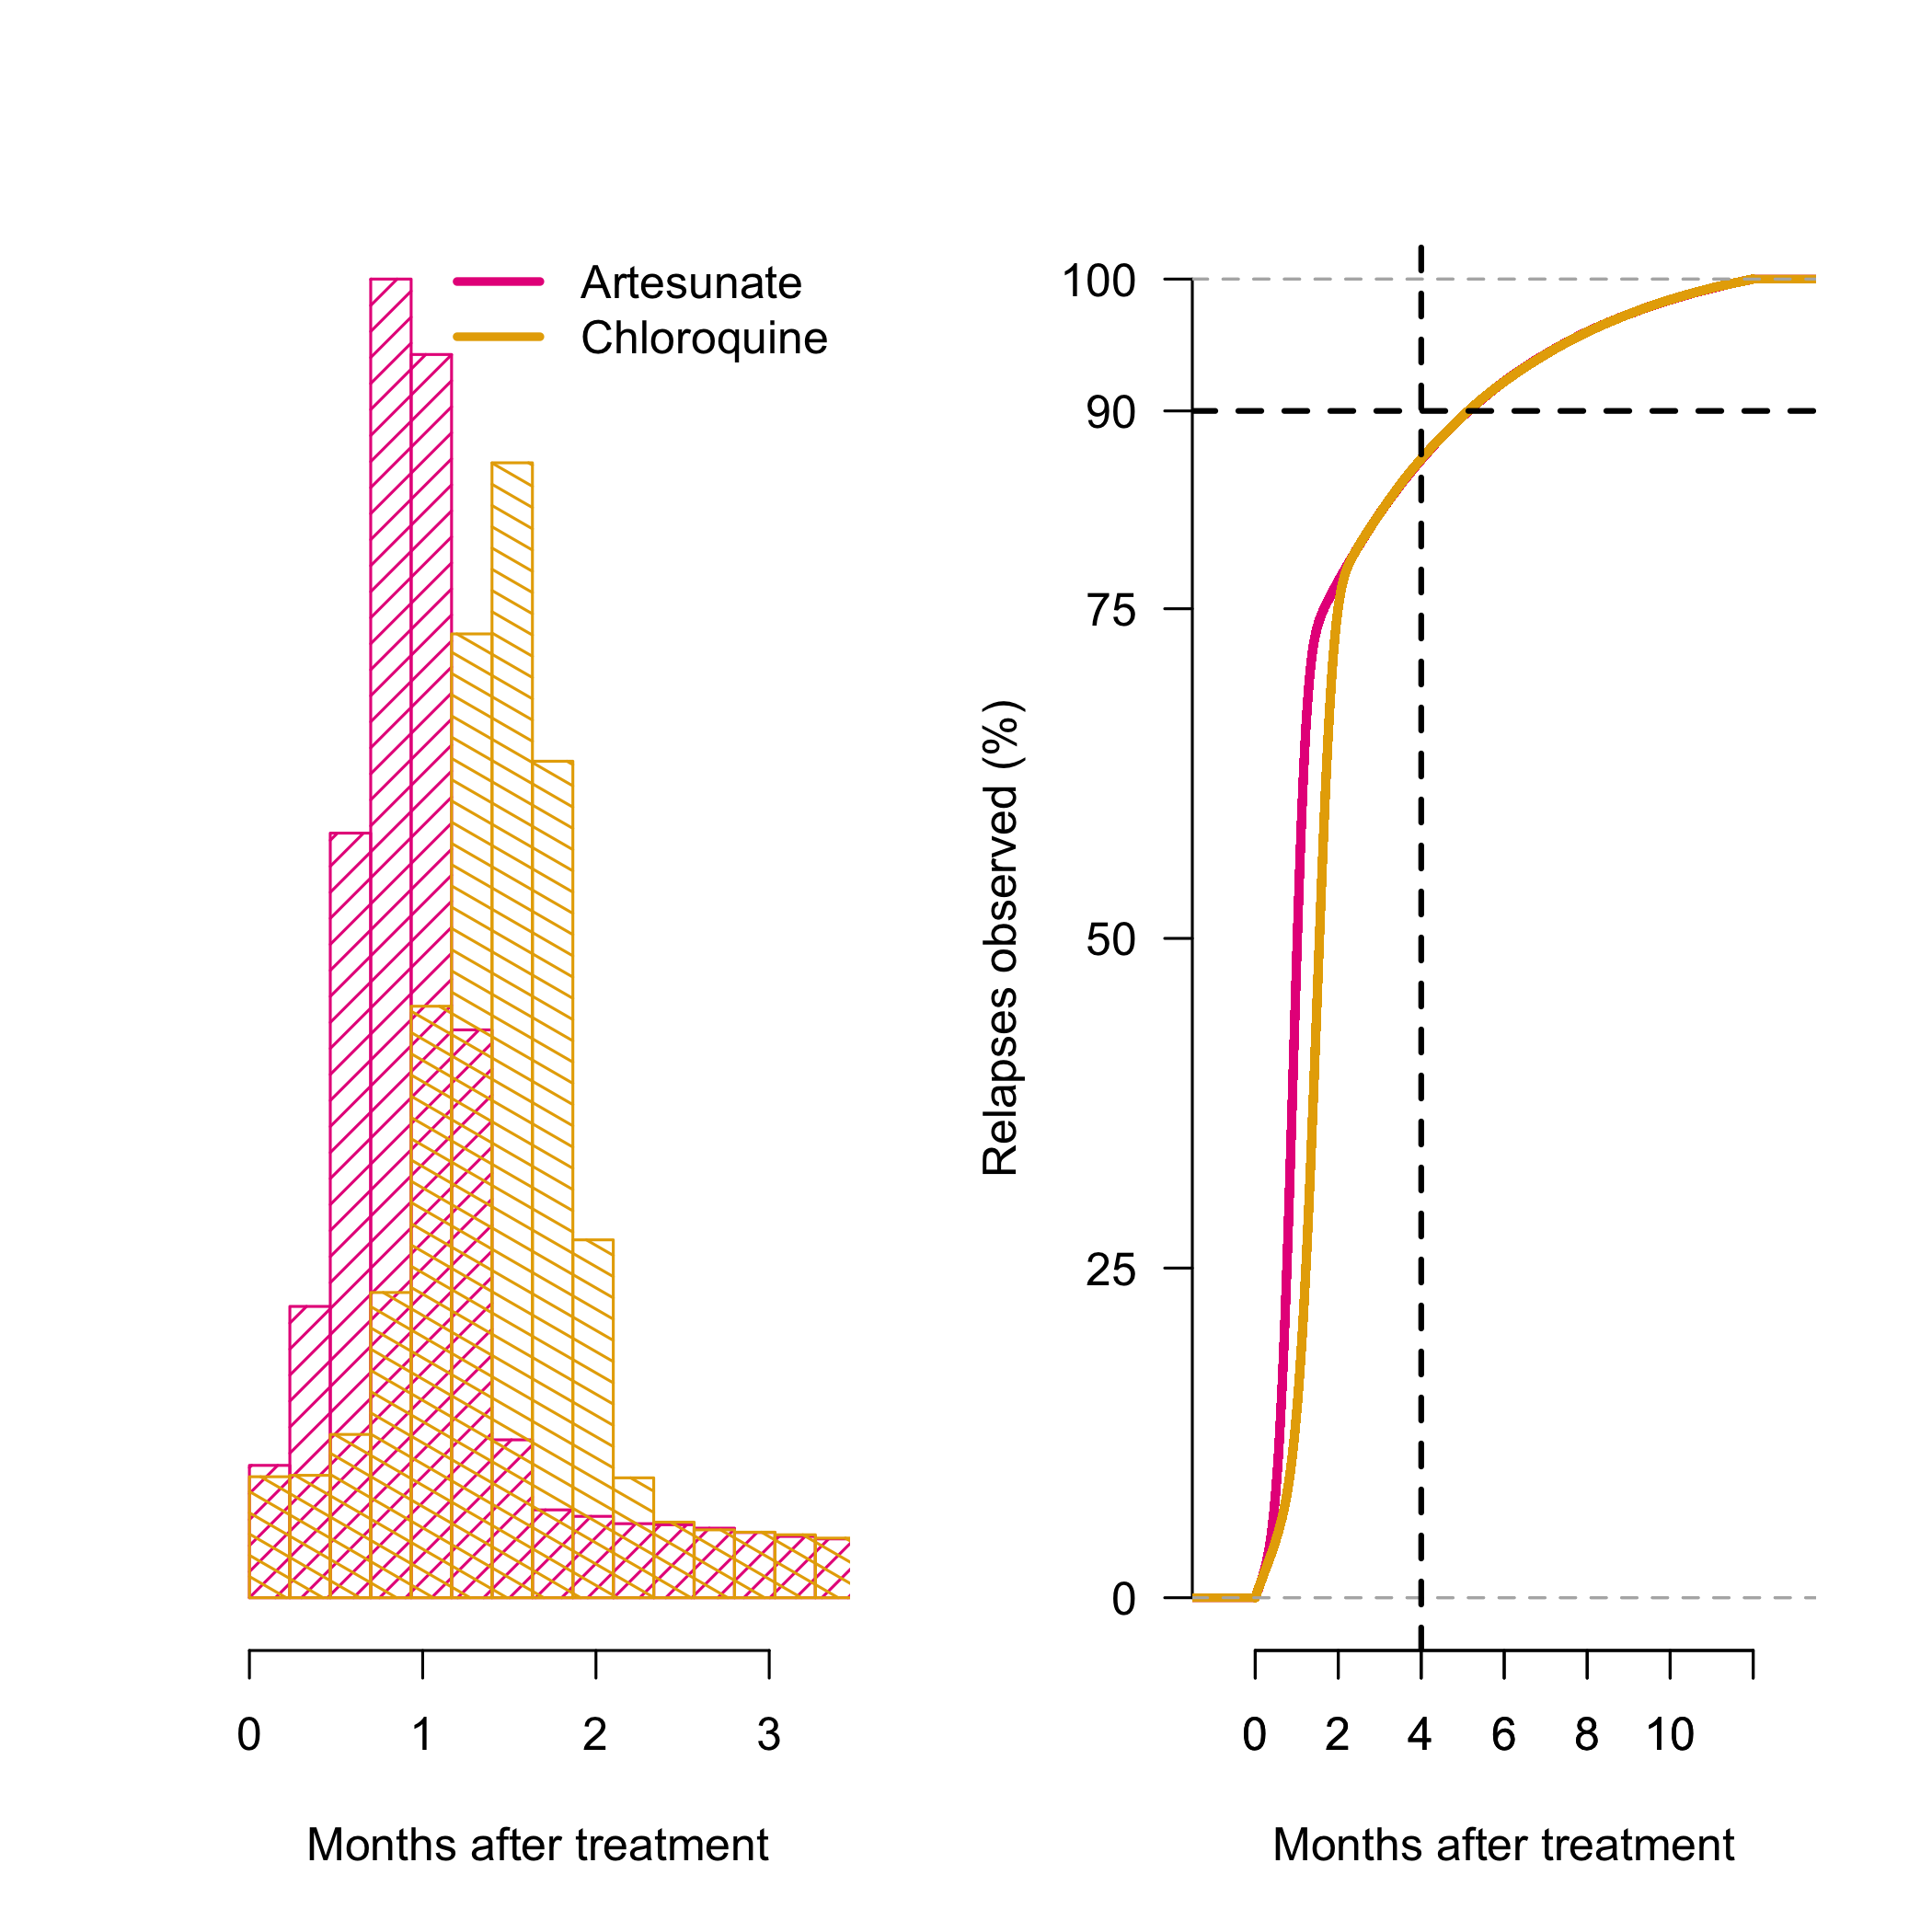 Artesunate
Chloroquine
0 1 2 3
Months after treatment
Relapses observed (%)
100
90
75
50
25
0
0 2 4 6 8 10
Months after treatment